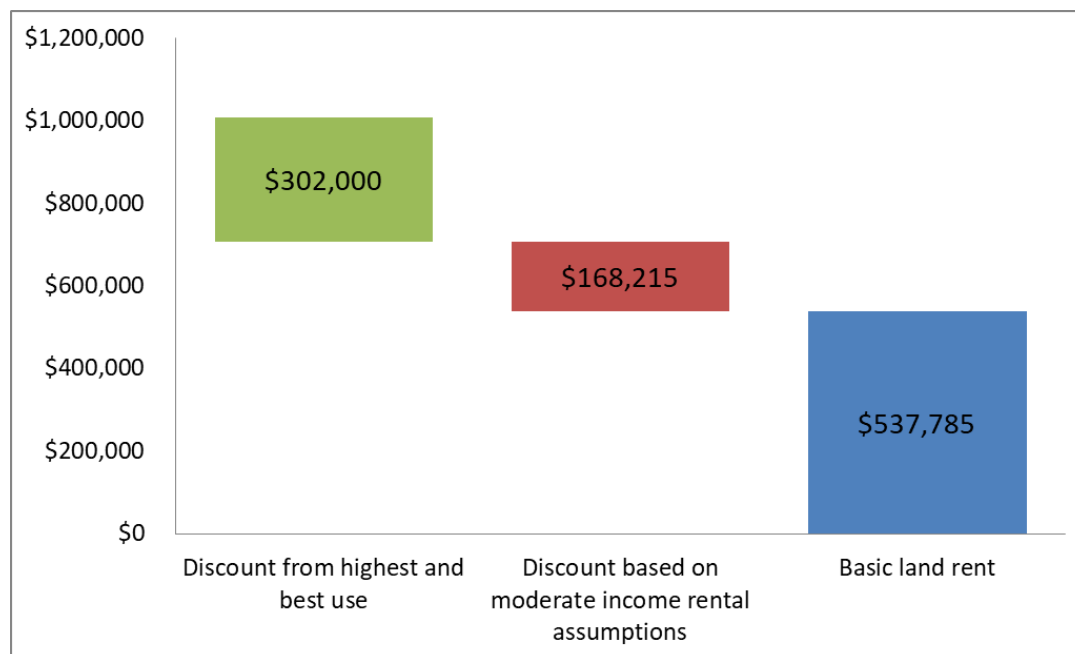 $1,200,000
$1,000,000
$800,000
$600,000
$400,000
$200,000
$0
$302,000
$168,215
$537,785
Discount from highest and
best use
Discount based on
moderate income rental
assumptions
Basic land rent